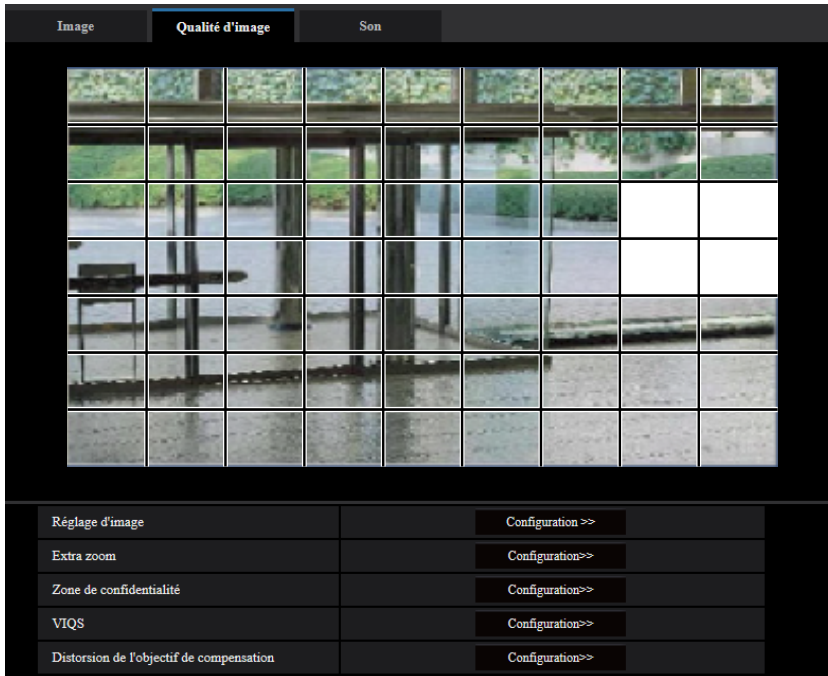 Image Qualité d'image Son
Réglage d'image Configuration >>
Extra zoom Configuration>>
Zone de confidentialité Configuration>>
VIQS Configuration>>
Distorsion de l'objectif de compensation Configuration>>